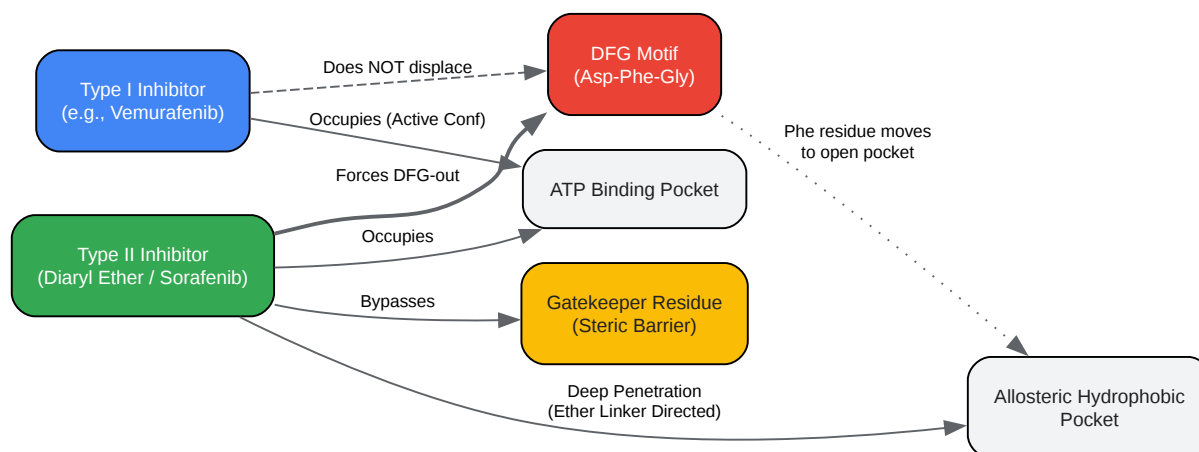 Type I Inhibitor
(e.g., Vemurafenib)
Does NOT displace
DFG Motif
(Asp-Phe-Gly)
Occupies (Active Conf)
Phe residue moves
to open pocket
Forces DFG-out
ATP Binding Pocket
Type II Inhibitor
(Diaryl Ether / Sorafenib)
Occupies
Bypasses
Gatekeeper Residue
(Steric Barrier)
Deep Penetration
(Ether Linker Directed)
Allosteric Hydrophobic
Pocket